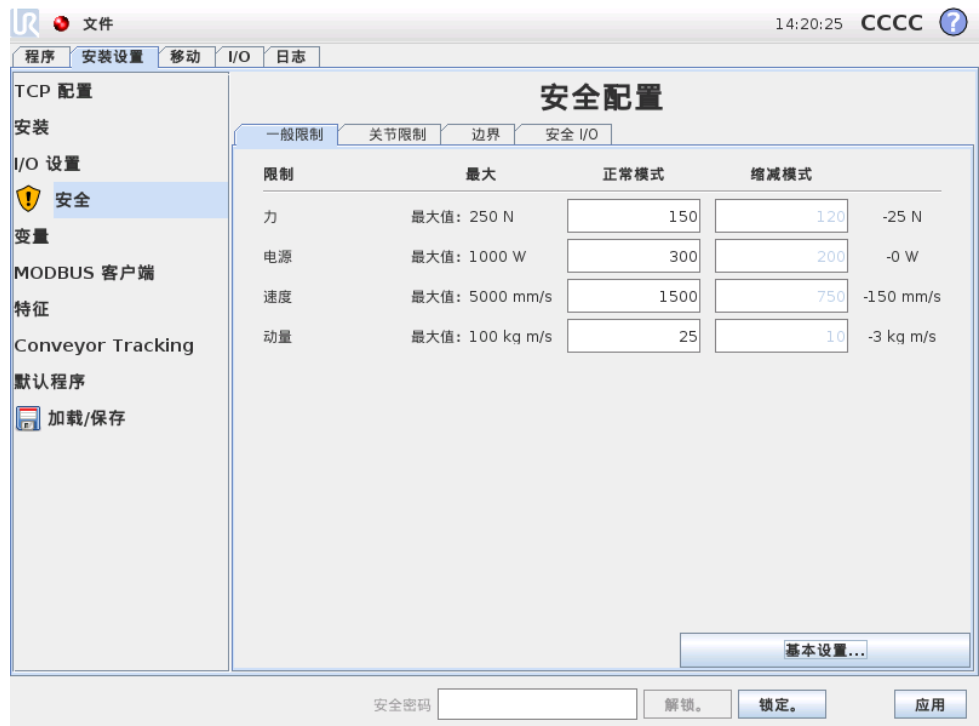 UR 文件 14:20:25 CCCC ?
程序 安装设置 移动 I/O 日志
TCP 配置
安装
I/O 设置
安全
变量
MODBUS 客户端
特征
Conveyor Tracking
默认程序
加载/保存
安全配置
一般限制 关节限制 边界 安全 I/O
限制 最大 正常模式 缩减模式
力 最大值: 250 N 150 120 -25 N
电源 最大值: 1000 W 300 200 -0 W
速度 最大值: 5000 mm/s 1500 750 -150 mm/s
动量 最大值: 100 kg m/s 25 10 -3 kg m/s
基本设置...
安全密码 解锁。 锁定。 应用